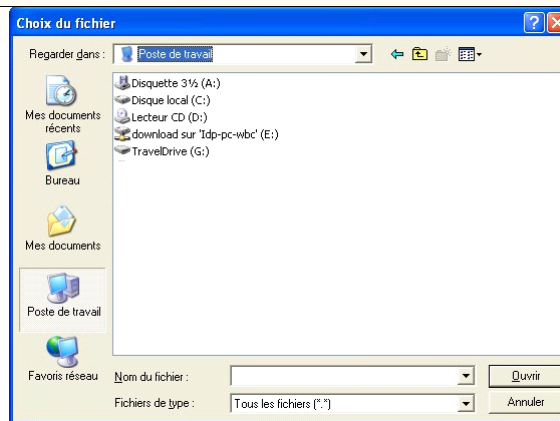 Choix du fichier
Regarder dans :
Poste de travail
Disquette 3½ (A:)
Disque local (C:)
Lecteur CD (D:)
download sur 'Idp-pc-wbc' (E:)
TravelDrive (G:)
Mes documents
récents
Bureau
Mes documents
Poste de travail
Favoris réseau
Nom du fichier :
Ouvrir
Fichiers de type :
Tous les fichiers (*.*)
Annuler